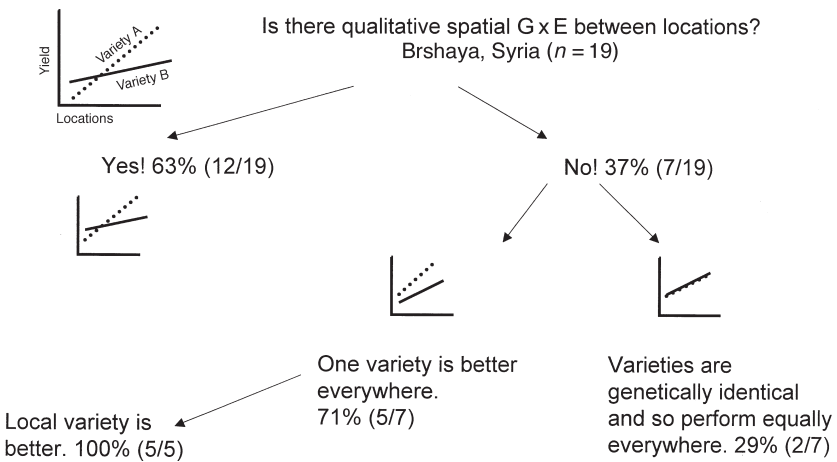 Is there qualitative spatial G x E between locations?
Brshaya, Syria (n = 19)
Yield
Variety A
Variety B
Locations
Yes! 63% (12/19)
No! 37% (7/19)
One variety is better
everywhere.
71% (5/7)
Varieties are
genetically identical
and so perform equally
everywhere. 29% (2/7)
Local variety is
better. 100% (5/5)